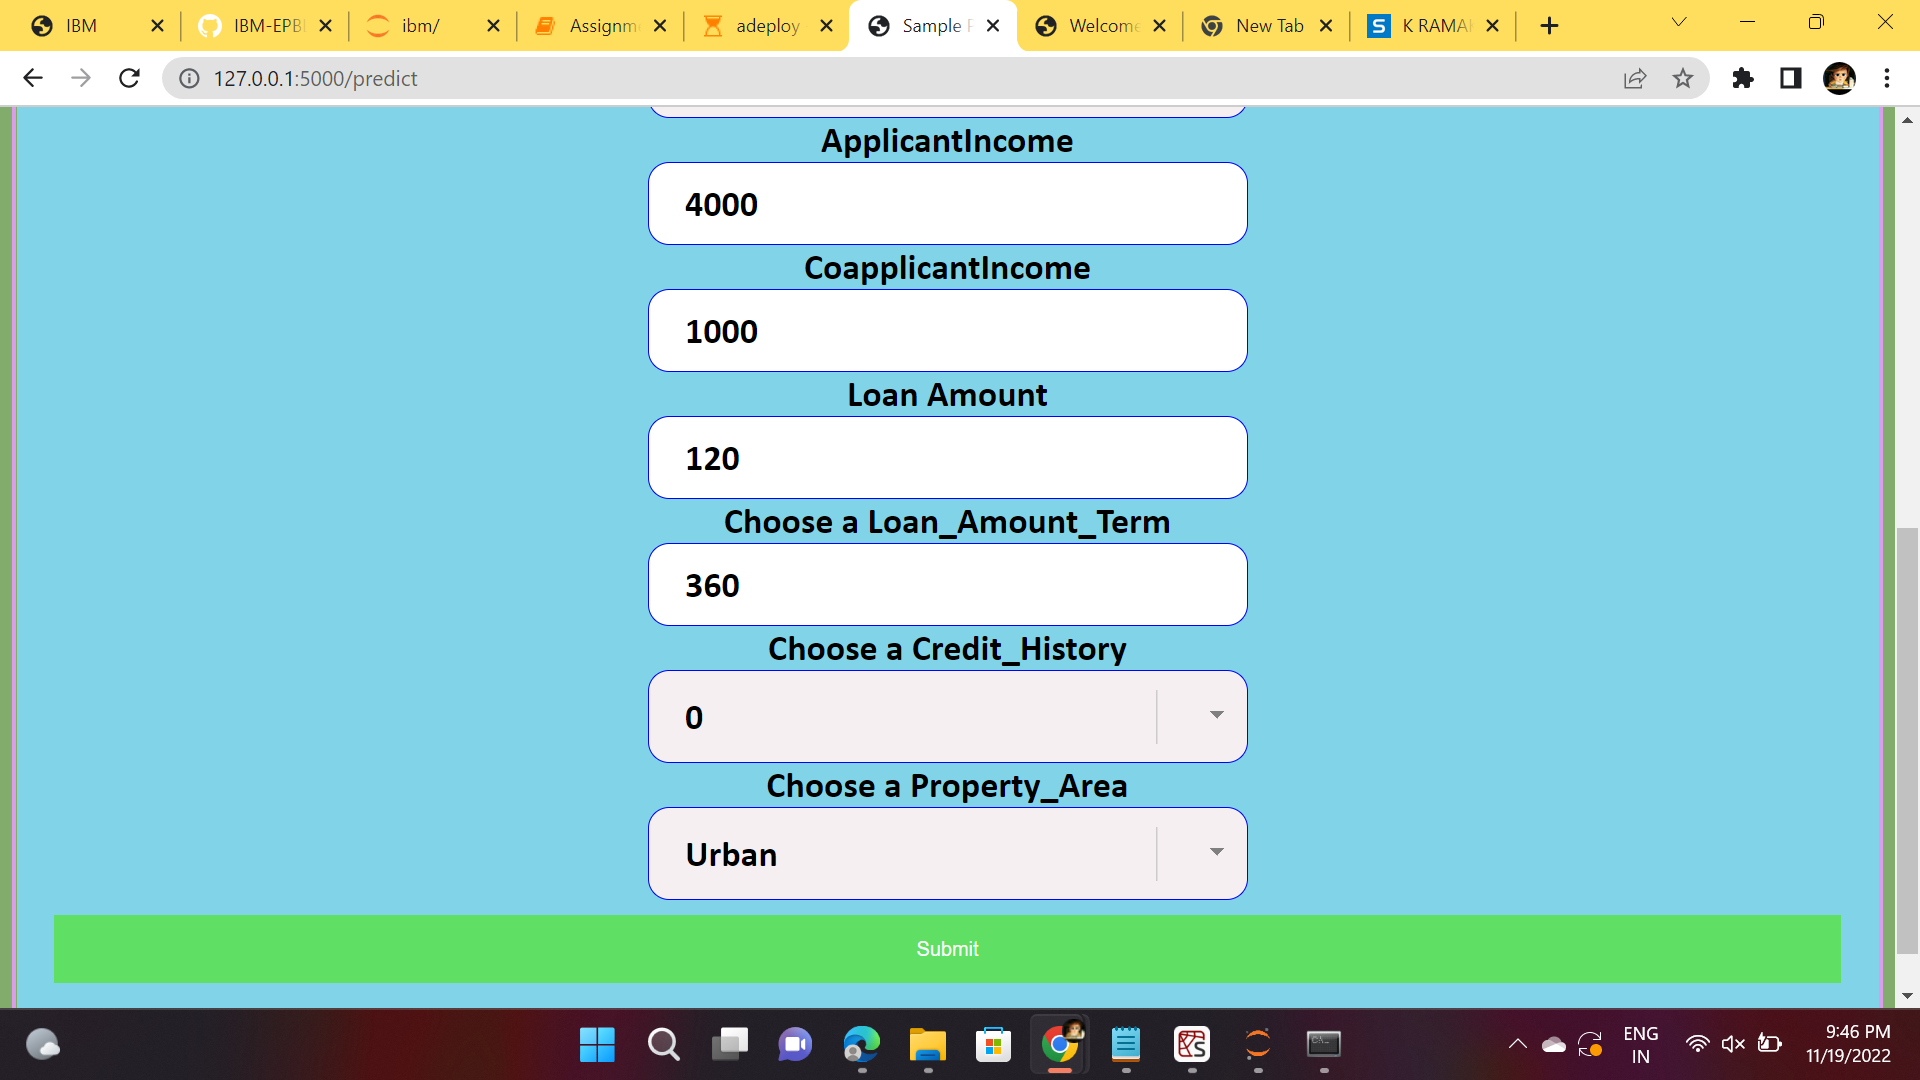 IBM
IBM-EPBI
ibm/
Assignme
adeploy
Sample P
Welcome
New Tab
K RAMAK
127.0.0.1:5000/predict
ApplicantIncome
4000
CoapplicantIncome
1000
Loan Amount
120
Choose a Loan_Amount_Term
360
Choose a Credit_History
0
Choose a Property_Area
Urban
Submit
ENG
IN
9:46 PM
11/19/2022